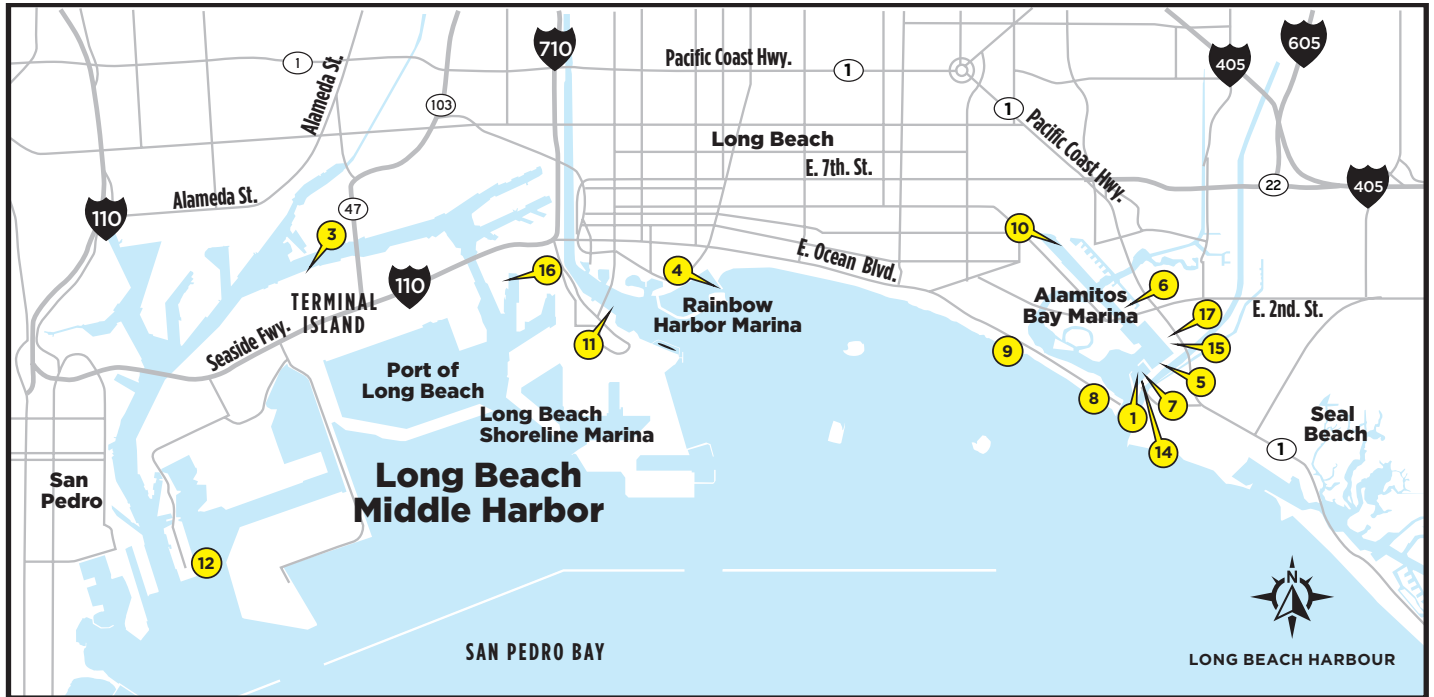 710
605
Pacific Coast Hwy.
1
1
405
Alameda St.
103
1
Pacific Coast Hwy.
Long Beach
E. 7th. St.
22
405
Alameda St.
110
47
3
10
E. Ocean Blvd.
16
4
110
6
TERMINAL
ISLAND
Rainbow
Harbor Marina
Alamitos
Bay Marina
17
E. 2nd. St.
Seaside Fwy.
11
9
15
Port of
Long Beach
5
8
7
1
Long Beach
Shoreline Marina
14
Seal
Beach
1
San
Pedro
Long Beach
Middle Harbor
12
N
SAN PEDRO BAY
LONG BEACH HARBOUR